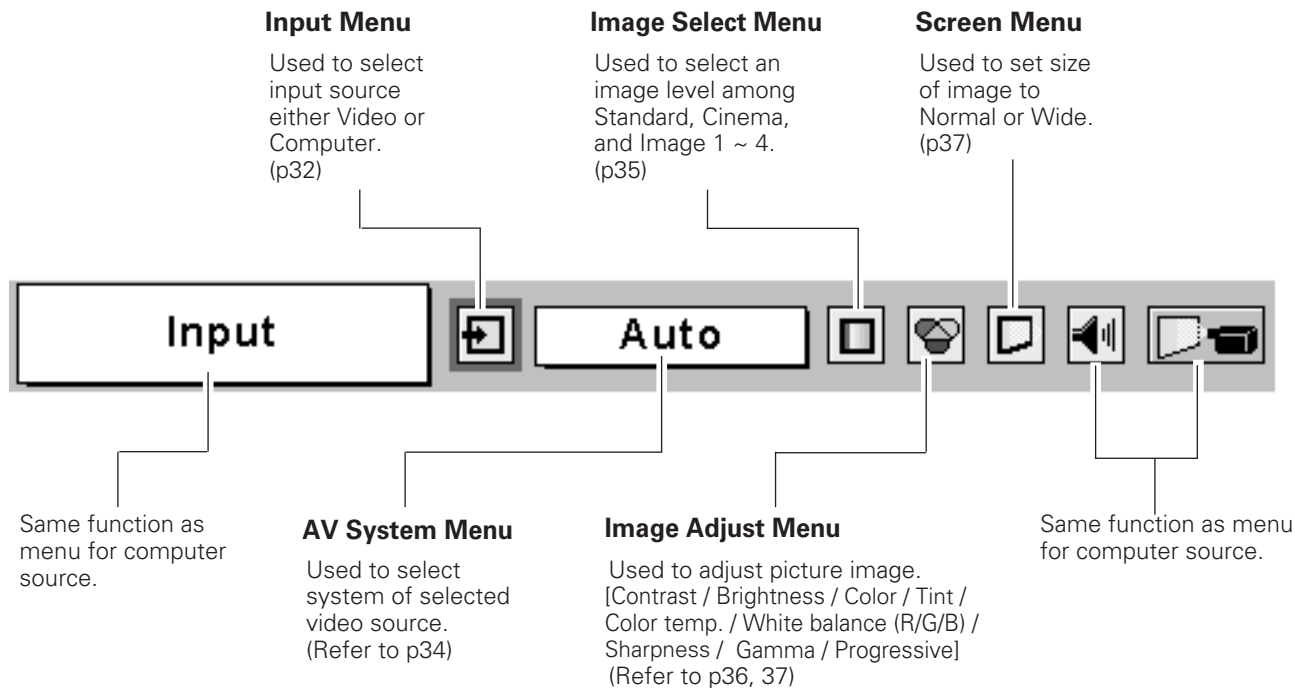 Input Menu
Used to select
input source
either Video or
Computer.
(p32)
Image Select Menu
Used to select an
image level among
Standard, Cinema,
and Image 1 ~ 4.
(p35)
Screen Menu
Used to set size
of image to
Normal or Wide.
(p37)
Input
Auto
Same function as
menu for computer
source.
AV System Menu
Used to select
system of selected
video source.
(Refer to p34)
Image Adjust Menu
Used to adjust picture image.
[Contrast / Brightness / Color / Tint /
Color temp. / White balance (R/G/B) /
Sharpness /  Gamma / Progressive]
(Refer to p36, 37)
Same function as menu
for computer source.